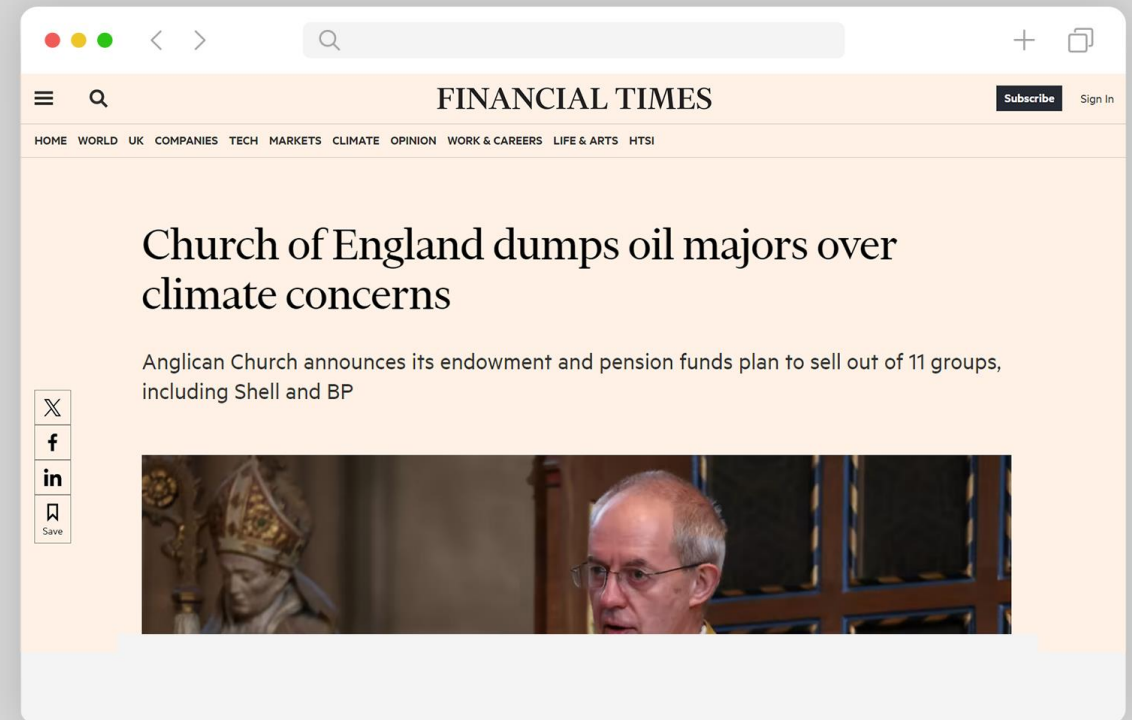 FINANCIAL TIMES
Subscribe
Sign In
HOME WORLD UK COMPANIES TECH MARKETS CLIMATE OPINION WORK & CAREERS LIFE & ARTS HTSI
Church of England dumps oil majors over
climate concerns
Anglican Church announces its endowment and pension funds plan to sell out of 11 groups,
including Shell and BP
Save